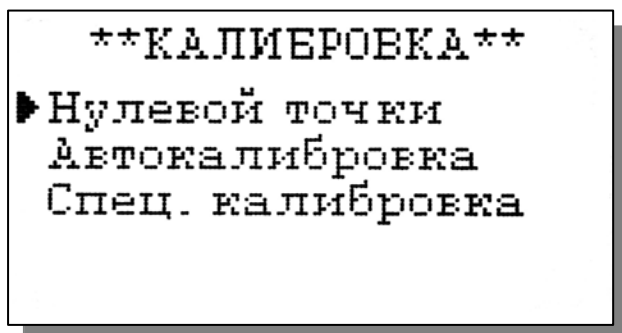 **КАЛИБРОВКА**
Нулевой точки
Автокалибровка
Спец. калибровка